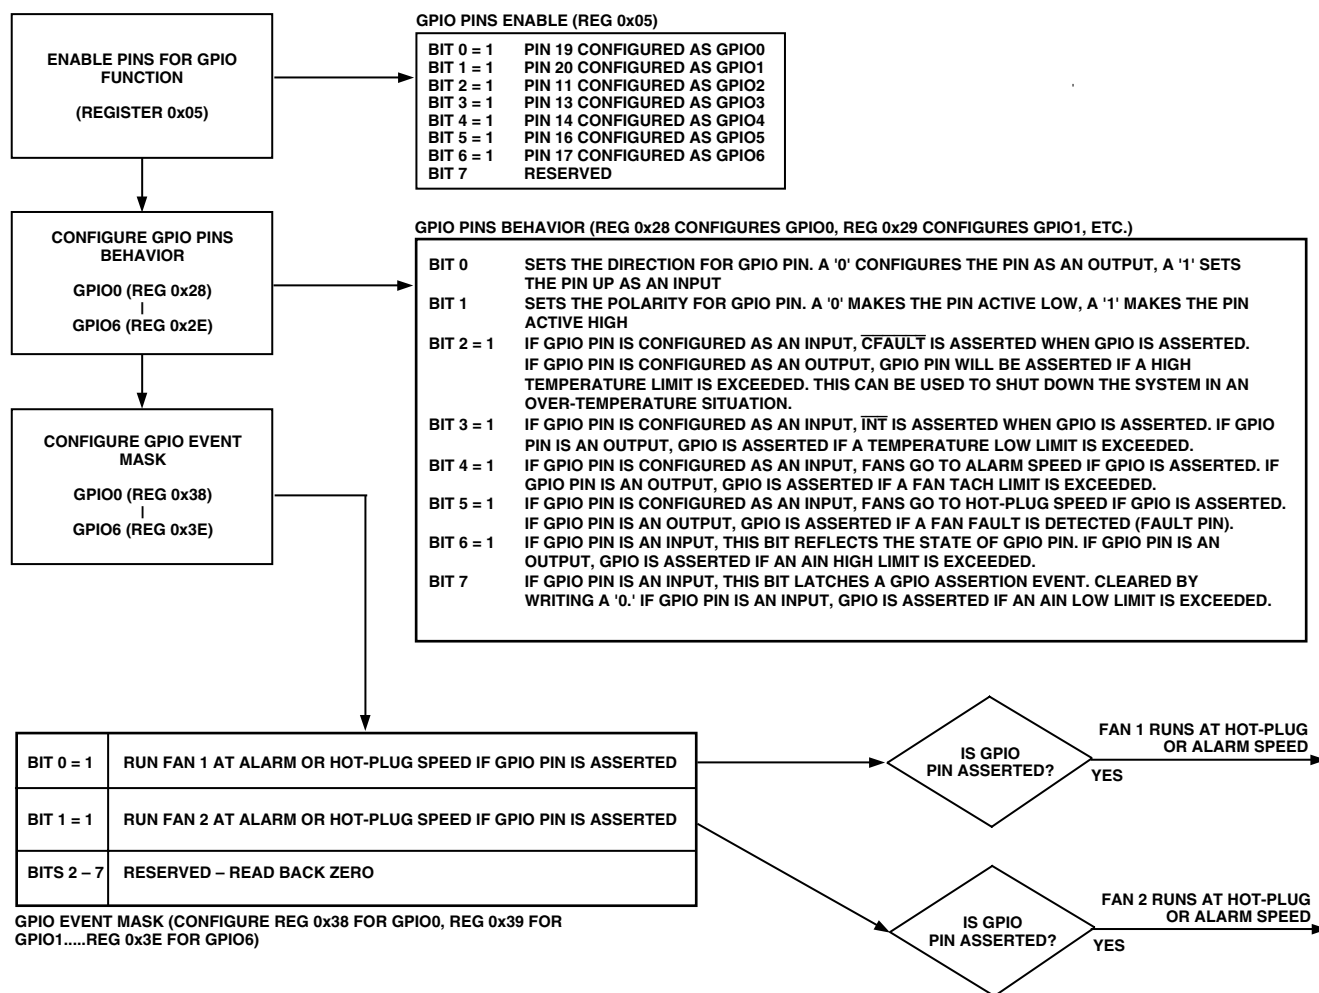 ENABLE PINS FOR GPIO
FUNCTION
(REGISTER 0x05)
GPIO PINS ENABLE (REG 0x05)
BIT 0 = 1 PIN 19 CONFIGURED AS GPIO0
BIT 1 = 1 PIN 20 CONFIGURED AS GPIO1
BIT 2 = 1 PIN 11 CONFIGURED AS GPIO2
BIT 3 = 1 PIN 13 CONFIGURED AS GPIO3
BIT 4 = 1 PIN 14 CONFIGURED AS GPIO4
BIT 5 = 1 PIN 16 CONFIGURED AS GPIO5
BIT 6 = 1 PIN 17 CONFIGURED AS GPIO6
BIT 7 RESERVED
CONFIGURE GPIO PINS
BEHAVIOR
GPIO0 (REG 0x28)
|
GPIO6 (REG 0x2E)
GPIO PINS BEHAVIOR (REG 0x28 CONFIGURES GPIO0, REG 0x29 CONFIGURES GPIO1, ETC.)
BIT 0 SETS THE DIRECTION FOR GPIO PIN. A '0' CONFIGURES THE PIN AS AN OUTPUT, A '1' SETS
THE PIN UP AS AN INPUT
BIT 1 SETS THE POLARITY FOR GPIO PIN. A '0' MAKES THE PIN ACTIVE LOW, A '1' MAKES THE PIN
ACTIVE HIGH
BIT 2 = 1 IF GPIO PIN IS CONFIGURED AS AN INPUT, CFAULT IS ASSERTED WHEN GPIO IS ASSERTED.
IF GPIO PIN IS CONFIGURED AS AN OUTPUT, GPIO PIN WILL BE ASSERTED IF A HIGH
TEMPERATURE LIMIT IS EXCEEDED. THIS CAN BE USED TO SHUT DOWN THE SYSTEM IN AN
OVER-TEMPERATURE SITUATION.
BIT 3 = 1 IF GPIO PIN IS CONFIGURED AS AN INPUT, INT IS ASSERTED WHEN GPIO IS ASSERTED. IF GPIO
PIN IS AN OUTPUT, GPIO IS ASSERTED IF A TEMPERATURE LOW LIMIT IS EXCEEDED.
BIT 4 = 1 IF GPIO PIN IS CONFIGURED AS AN INPUT, FANS GO TO ALARM SPEED IF GPIO IS ASSERTED. IF
GPIO PIN IS AN OUTPUT, GPIO IS ASSERTED IF A FAN TACH LIMIT IS EXCEEDED.
BIT 5 = 1 IF GPIO PIN IS CONFIGURED AS AN INPUT, FANS GO TO HOT-PLUG SPEED IF GPIO IS ASSERTED.
IF GPIO PIN IS AN OUTPUT, GPIO IS ASSERTED IF A FAN FAULT IS DETECTED (FAULT PIN).
BIT 6 = 1 IF GPIO PIN IS AN INPUT, THIS BIT REFLECTS THE STATE OF GPIO PIN. IF GPIO PIN IS AN
OUTPUT, GPIO IS ASSERTED IF AN AIN HIGH LIMIT IS EXCEEDED.
BIT 7 IF GPIO PIN IS AN INPUT, THIS BIT LATCHES A GPIO ASSERTION EVENT. CLEARED BY
WRITING A '0.' IF GPIO PIN IS AN INPUT, GPIO IS ASSERTED IF AN AIN LOW LIMIT IS EXCEEDED.
CONFIGURE GPIO EVENT
MASK
GPIO0 (REG 0x38)
|
GPIO6 (REG 0x3E)
BIT 0 = 1 RUN FAN 1 AT ALARM OR HOT-PLUG SPEED IF GPIO PIN IS ASSERTED
BIT 1 = 1 RUN FAN 2 AT ALARM OR HOT-PLUG SPEED IF GPIO PIN IS ASSERTED
BITS 2 – 7 RESERVED – READ BACK ZERO
GPIO EVENT MASK (CONFIGURE REG 0x38 FOR GPIO0, REG 0x39 FOR
GPIO1.....REG 0x3E FOR GPIO6)
IS GPIO
PIN ASSERTED?
FAN 1 RUNS AT HOT-PLUG
OR ALARM SPEED
YES
IS GPIO
PIN ASSERTED?
FAN 2 RUNS AT HOT-PLUG
OR ALARM SPEED
YES